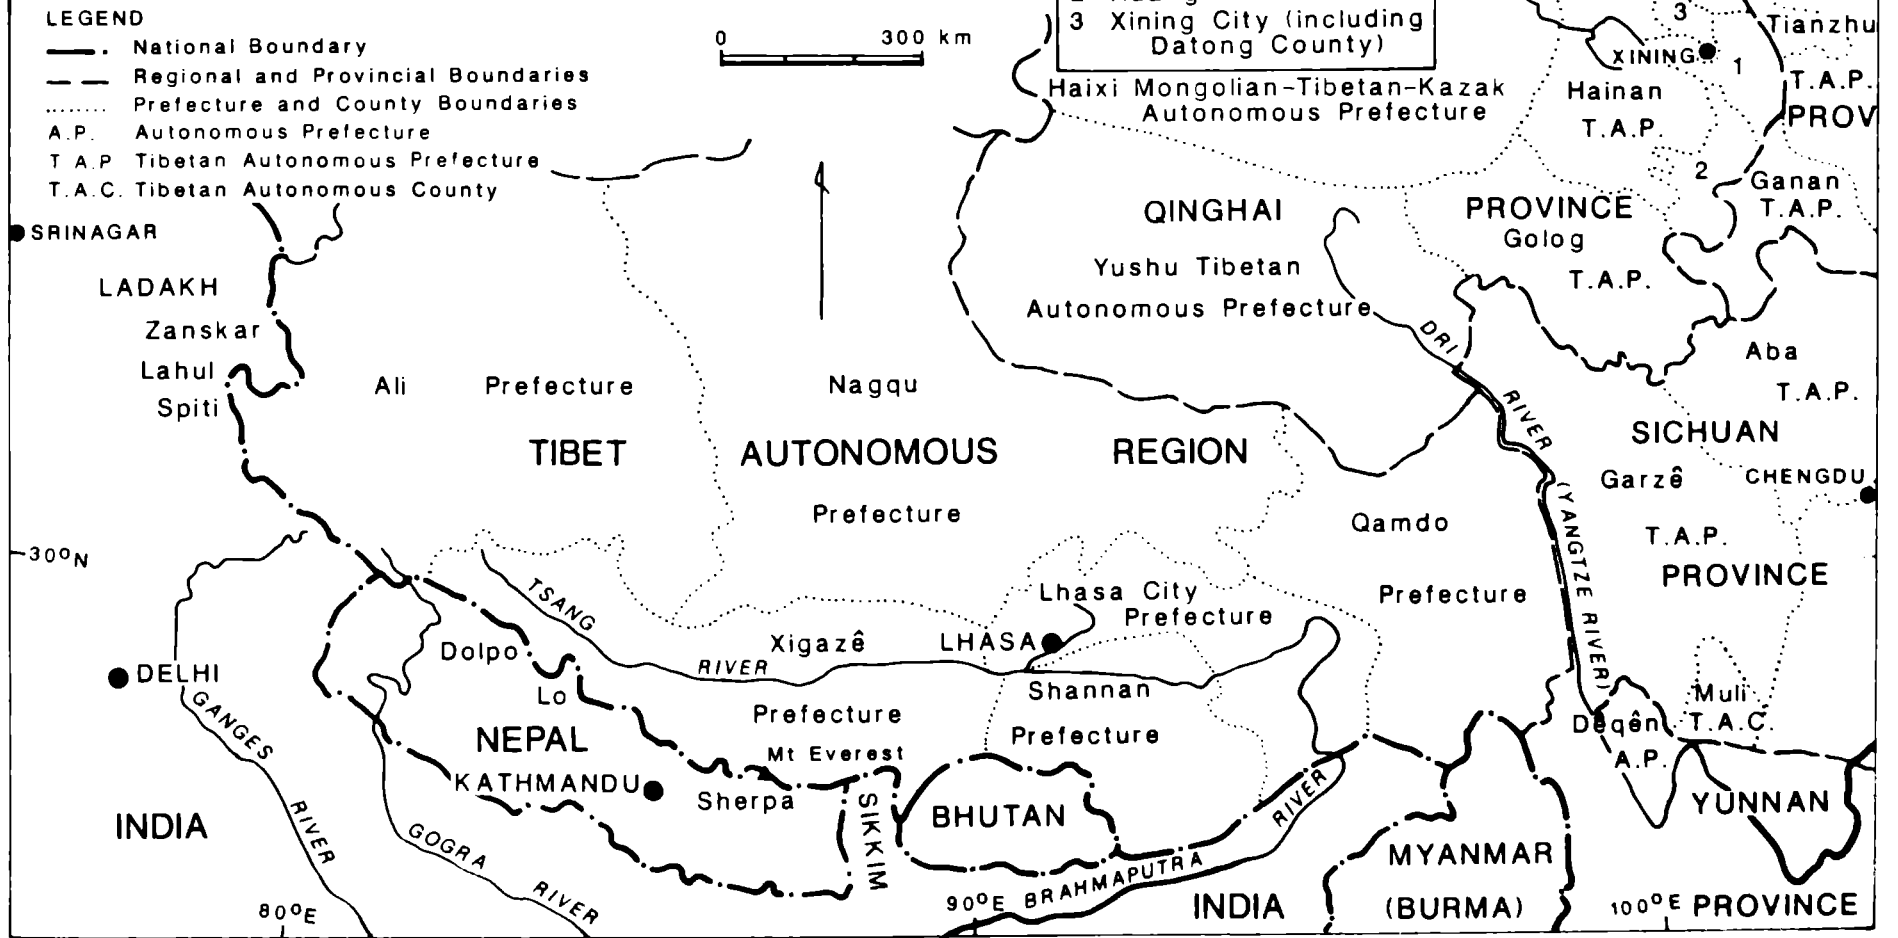 LEGEND
National Boundary
Regional and Provincial Boundaries
Prefecture and County Boundaries
A.P. Autonomous Prefecture
T A P Tibetan Autonomous Prefecture
T.A.C. Tibetan Autonomous County
0 300 km
3 Xining City (including
Datong County)
Haixi Mongolian-Tibetan-Kazak
Autonomous Prefecture
3
Tianzhu
XINING
1
T.A.P.
PROV
Hainan
T.A.P.
2
Ganan
T.A.P.
SRINAGAR
LADAKH
Zanskar
Lahul
Spiti
QINGHAI
PROVINCE
Golog
T.A.P.
Yushu Tibetan
Autonomous Prefecture
DRI
RIVER
(YANGTZE RIVER)
Aba
T.A.P.
Ali Prefecture
Nagqu
TIBET AUTONOMOUS REGION
Prefecture
SICHUAN
Garzê
CHENGDU
T.A.P.
PROVINCE
Qamdo
Prefecture
30°N
TSANG
RIVER
Lhasa City
Prefecture
Xigazê
LHASA
Dolpo
Lo
DELHI
GANGES
RIVER
Shannan
Prefecture
Prefecture
Muli
T.A.C.
Dêqên
A.P.
NEPAL
Mt Everest
KATHMANDU
Sherpa
SIKKIM
BHUTAN
RIVER
YUNNAN
INDIA
GOGRA
RIVER
BRAHMAPUTRA
MYANMAR
(BURMA)
80°E
90°E
INDIA
100°E
PROVINCE